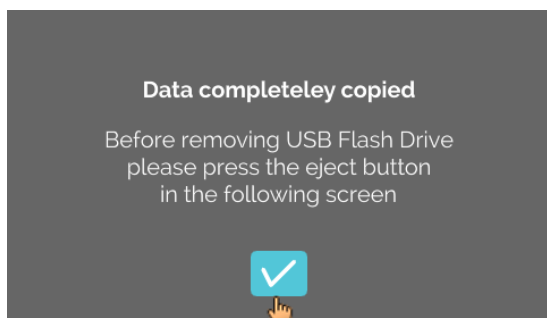 Data completeley copied
Before removing USB Flash Drive
please press the eject button
in the following screen